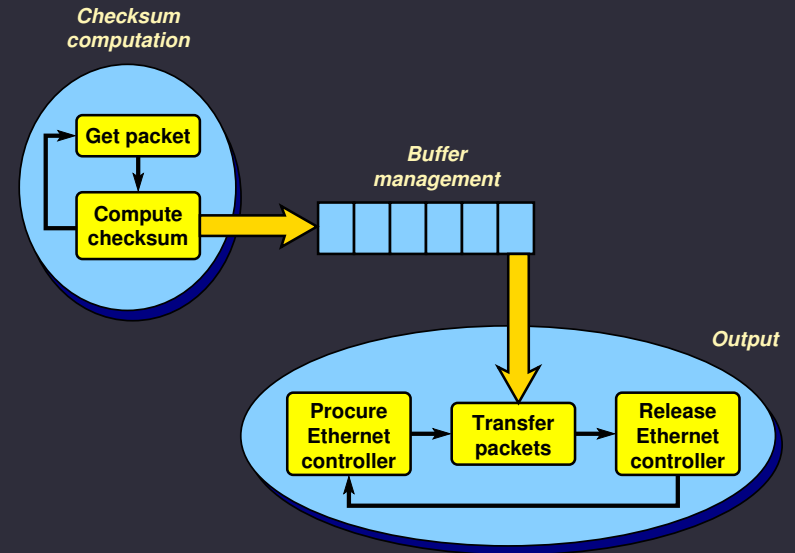 Checksum
computation
Get packet
Compute
checksum
Buffer
management
Output
Procure
Ethernet
controller
Transfer
packets
Release
Ethernet
controller